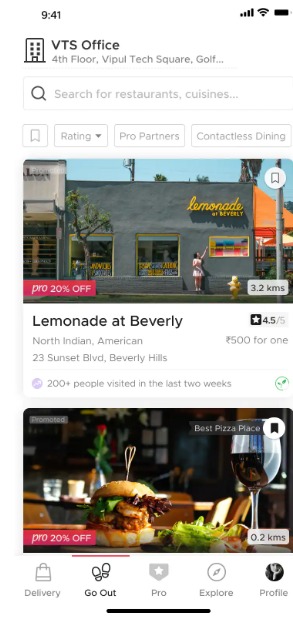 9:41
VTS Office
4th Floor, Vipul Tech Square, Golf...
Search for restaurants, cuisines...
Rating
Pro Partners
Contactless Dining
lemonade
at BEVERLY
pro 20% OFF
3.2 kms
Lemonade at Beverly
4.5/5
North Indian, American
₹500 for one
23 Sunset Blvd, Beverly Hills
200+ people visited in the last two weeks
Promoted
Best Pizza Place
pro 20% OFF
0.2 kms
Delivery
Go Out
Pro
Explore
Profile